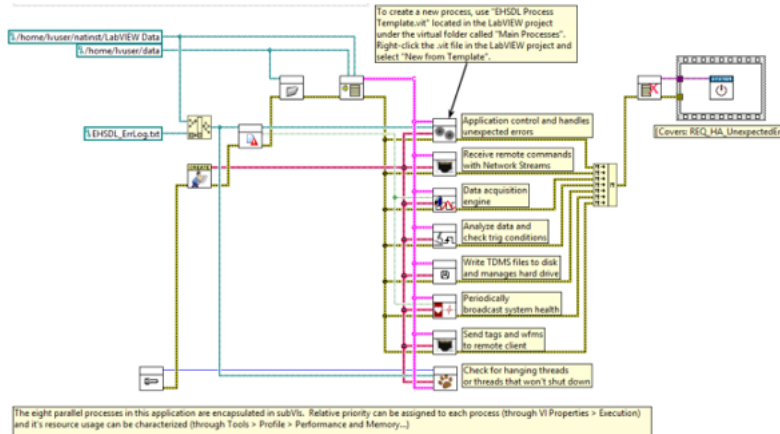 To create a new process, use "EHSDL Process
Template.vit" located in the LabVIEW project
under the virtual folder called "Main Processes".
Right-click the .vit file in the LabVIEW project and
select "New from Template".
/home/lvuser/natinst/LabVIEW Data
/home/lvuser/data
EHSDL_ErrLog.txt
CREATE
Application control and handles
unexpected errors
[Covers: REQ_HA_UnexpectedEr
Receive remote commands
with Network Streams
Data acquisition
engine
Analyze data and
check trig conditions
Write TDMS files to disk
and manages hard drive
Periodically
broadcast system health
Send tags and wfms
to remote client
Check for hanging threads
or threads that won't shut down
The eight parallel processes in this application are encapsulated in subVIs. Relative priority can be assigned to each process (through VI Properties > Execution)
and it's resource usage can be characterized (through Tools > Profile > Performance and Memory...)